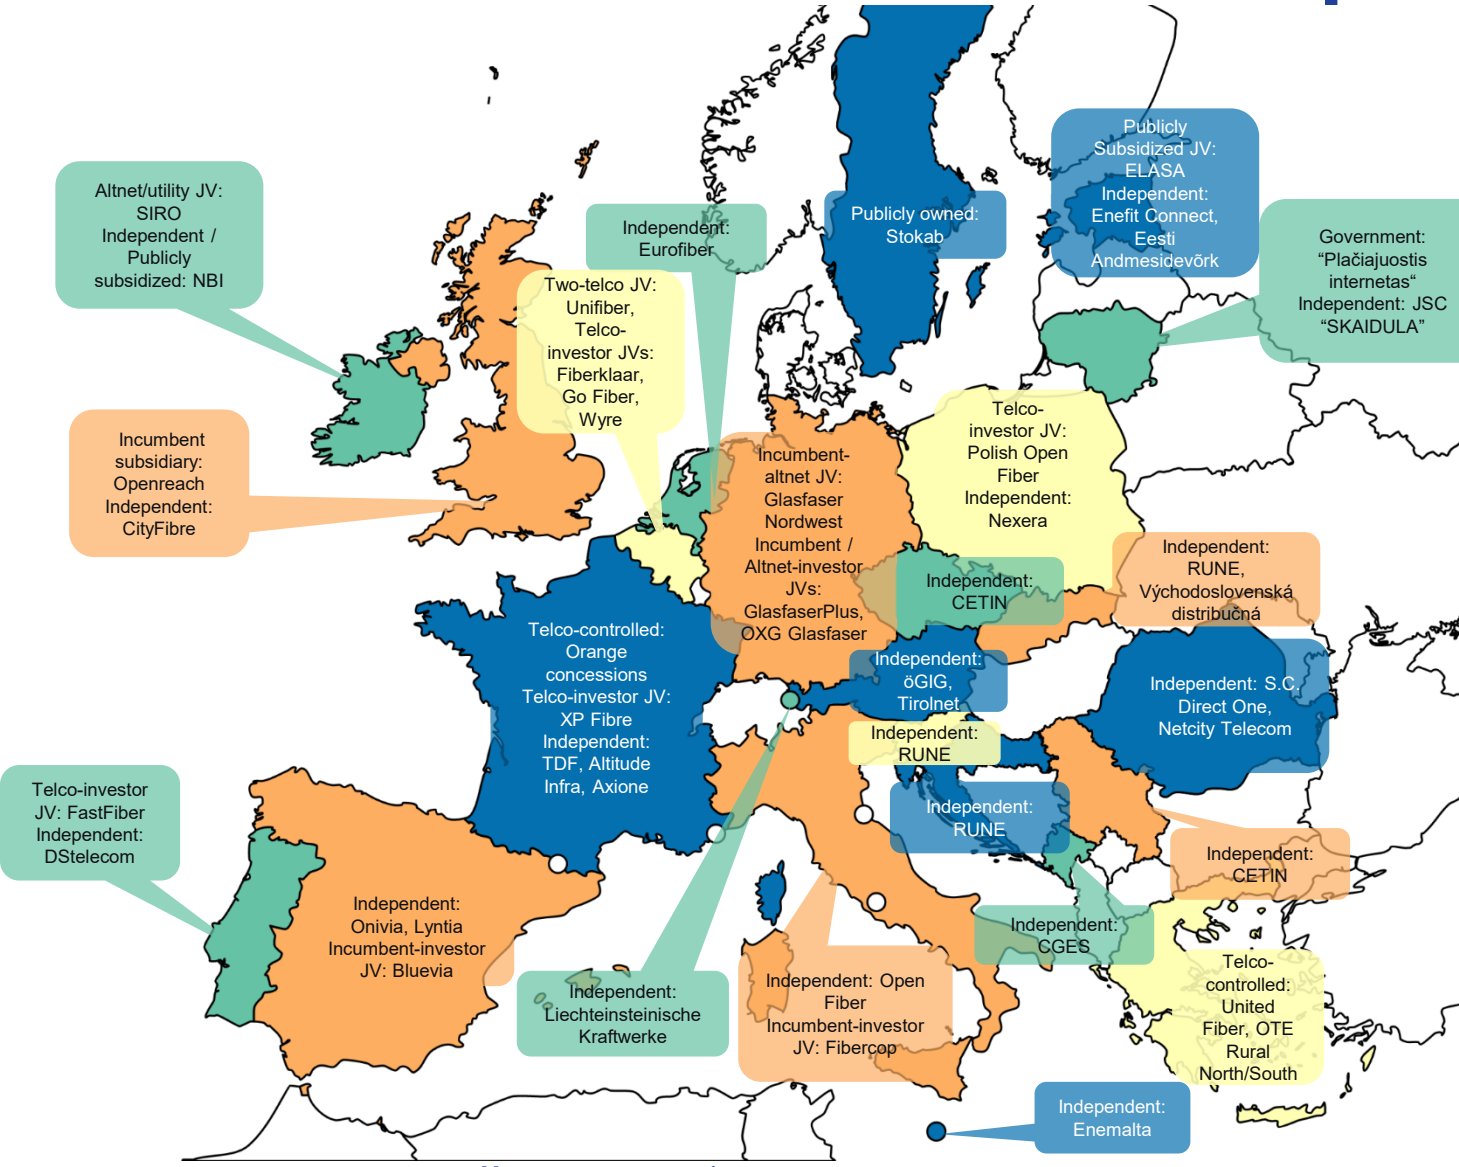 Publicly
Subsidized JV:
ELASA
Independent:
Enefit Connect,
Eesti
Andmesidevõrk
Altnet/utility JV:
SIRO
Independent /
Publicly
subsidized: NBI
Independent:
Eurofiber
Publicly owned:
Stokab
Government:
“Plačiajuostis
internetas“
Independent: JSC
“SKAIDULA”
Two-telco JV:
Unifiber,
Telco-
investor JVs:
Fiberklaar,
Go Fiber,
Wyre
Incumbent
subsidiary:
Openreach
Independent:
CityFibre
Incumbent-
altnet JV:
Glasfaser
Nordwest
Incumbent /
Altnet-investor
JVs:
GlasfaserPlus,
OXG Glasfaser
Telco-
investor JV:
Polish Open
Fiber
Independent:
Nexera
Independent:
CETIN
Independent:
RUNE,
Východoslovenská
distribučná
Telco-controlled:
Orange
concessions
Telco-investor JV:
XP Fibre
Independent:
TDF, Altitude
Infra, Axione
Independent:
öGIG,
Tirolnet
Independent: S.C.
Direct One,
Netcity Telecom
Independent:
RUNE
Independent:
RUNE
Telco-investor
JV: FastFiber
Independent:
DStelecom
Independent:
CETIN
Independent:
Onivia, Lyntia
Incumbent-investor
JV: Bluevia
Independent:
CGES
Independent:
Liechteinsteinische
Kraftwerke
Independent: Open
Fiber
Incumbent-investor
JV: Fibercop
Telco-
controlled:
United
Fiber, OTE
Rural
North/South
Independent:
Enemalta